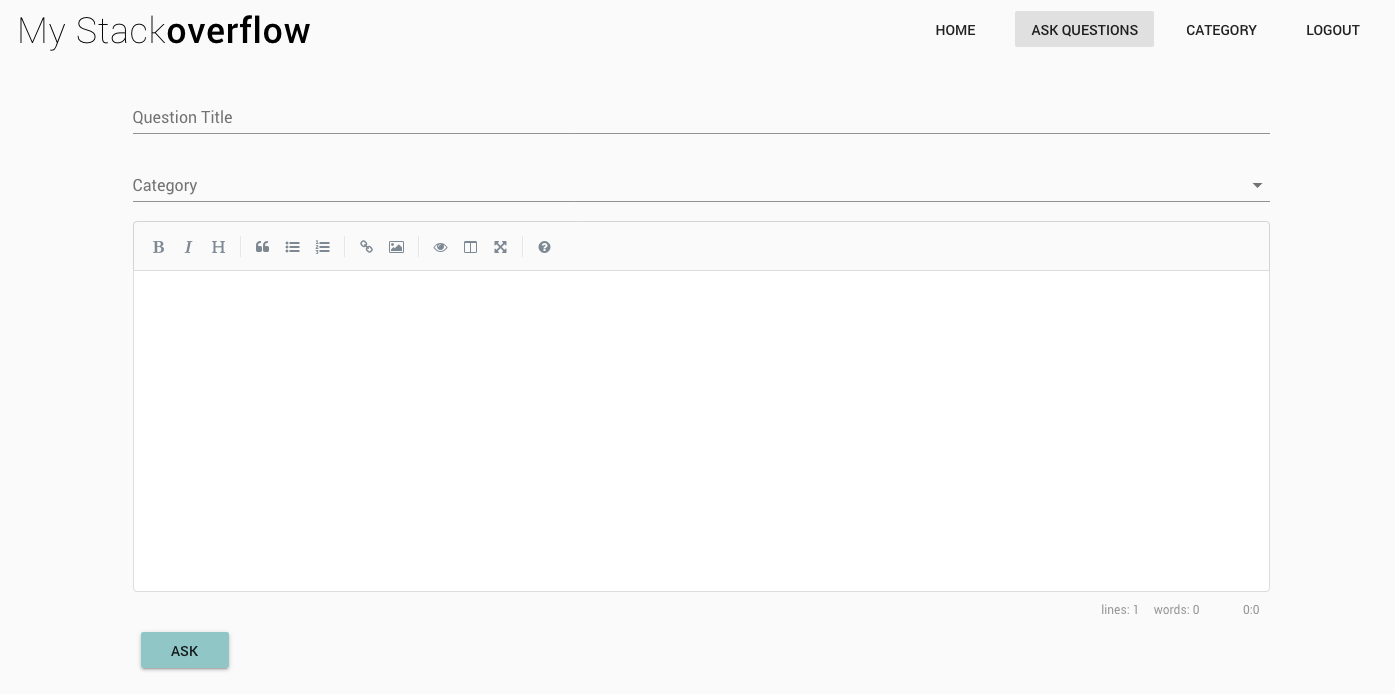 My Stackoverflow HOME ASK QUESTIONS CATEGORY LOGOUT
Question Title
Category
B I H
lines: 1 words: 0 0:0
ASK